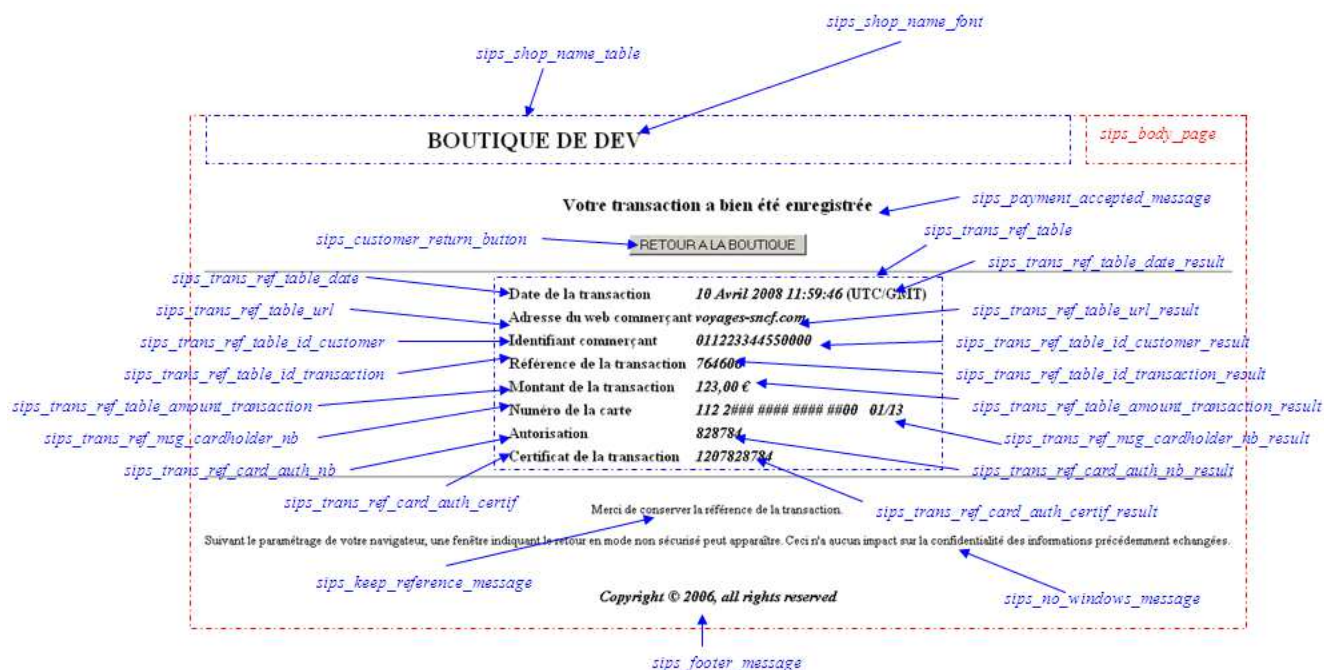 sips_shop_name_font
sips_shop_name_table
BOUTIQUE DE DEV
sips_body_page
Votre transaction a bien été enregistrée
sips_payment_accepted_message
sips_customer_return_button
RETOUR A LA BOUTIQUE
sips_trans_ref_table
sips_trans_ref_table_date
sips_trans_ref_table_date_result
Date de la transaction 10 Avril 2008 11:59:46 (UTC/GMT)
sips_trans_ref_table_url
Adresse du web commerçant voyages-sncf.com
sips_trans_ref_table_url_result
sips_trans_ref_table_id_customer
Identifiant commerçant 011223344550000
sips_trans_ref_table_id_customer_result
sips_trans_ref_table_id_transaction
Référence de la transaction 764606
sips_trans_ref_table_id_transaction_result
sips_trans_ref_table_amount_transaction
Montant de la transaction 123,00 €
sips_trans_ref_table_amount_transaction_result
sips_trans_ref_msg_cardholder_nb
Numéro de la carte 112 2### #### #### ##00 01/13
sips_trans_ref_msg_cardholder_nb_result
sips_trans_ref_card_auth_nb
Autorisation 828784
sips_trans_ref_card_auth_nb_result
Certificat de la transaction 1207828784
sips_trans_ref_card_auth_certif
sips_trans_ref_card_auth_certif_result
Merci de conserver la référence de la transaction.
Suivant le paramétrage de votre navigateur, une fenêtre indiquant le retour en mode non sécurisé peut apparaître. Ceci n'a aucun impact sur la confidentialité des informations précédemment echangées.
sips_keep_reference_message
sips_no_windows_message
Copyright © 2006, all rights reserved
sips_footer_message